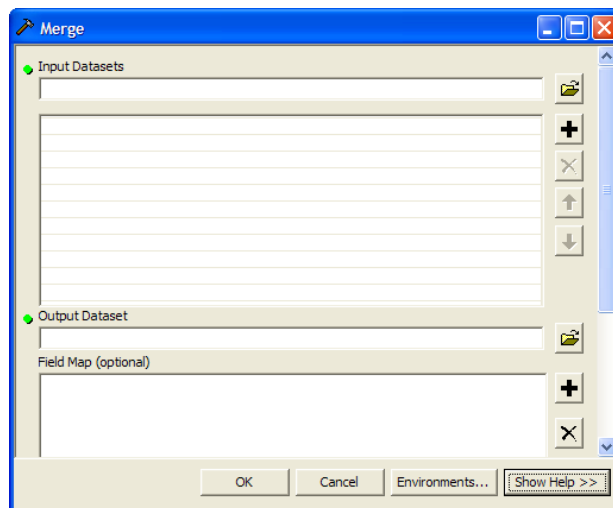 Merge
Input Datasets
Output Dataset
Field Map (optional)
OK Cancel Environments... Show Help >>